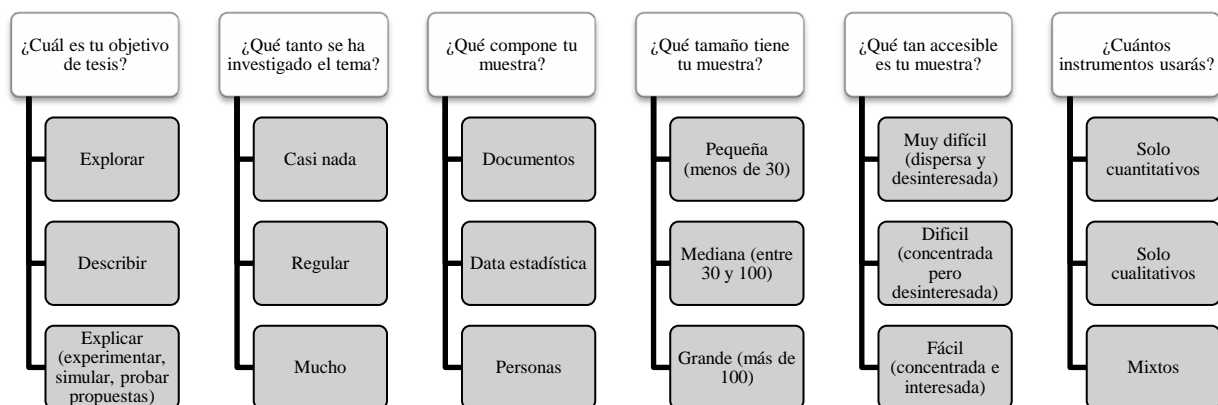 ¿Cuál es tu objetivo
de tesis?
Explorar
Describir
Explicar
(experimentar,
simular, probar
propuestas)
¿Qué tanto se ha
investigado el tema?
Casi nada
Regular
Mucho
¿Qué compone tu
muestra?
Documentos
Data estadística
Personas
¿Qué tamaño tiene
tu muestra?
Pequeña
(menos de 30)
Mediana (entre
30 y 100)
Grande (más de
100)
¿Qué tan accesible
es tu muestra?
Muy difícil
(dispersa y
desinteresada)
Dificil
(concentrada
pero
desinteresada)
Fácil
(concentrada e
interesada)
¿Cuántos
instrumentos usarás?
Solo
cuantitativos
Solo
cualitativos
Mixtos